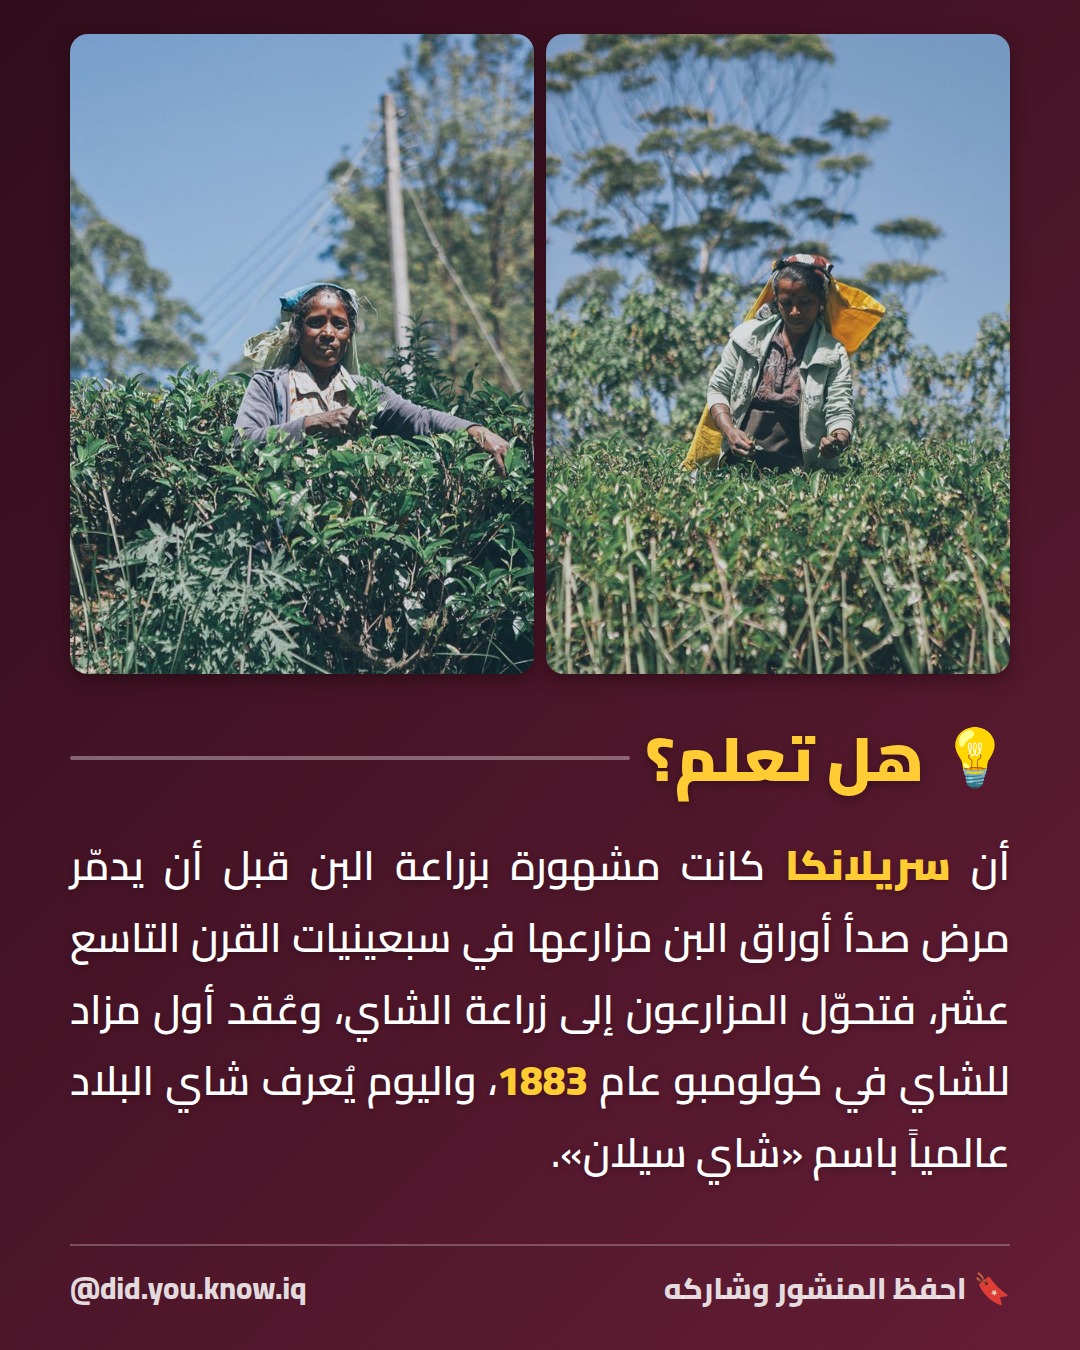 💡 هل تعلم؟
أن سريلانكا كانت مشهورة بزراعة البن قبل أن يدمّر
مرض صدأ أوراق البن مزارعها في سبعينيات القرن التاسع
عشر، فتحوّل المزارعون إلى زراعة الشاي، وعُقد أول مزاد
للشاي في كولومبو عام 1883، واليوم يُعرف شاي البلاد
عالمياً باسم «شاي سيلان».
🔖 احفظ المنشور وشاركه
@did.you.know.iq